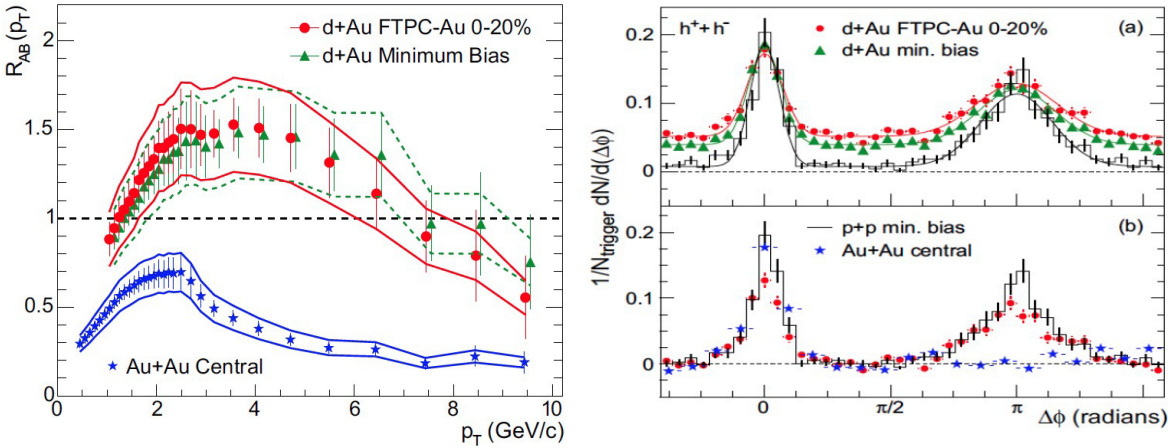 R_AB(p_T)
d+Au FTPC-Au 0-20%
d+Au Minimum Bias
2
1.5
1
0.5
0
Au+Au Central
0 2 4 6 8 10
p_T (GeV/c)
1/N_trigger dN/d(Δϕ)
h⁺+ h⁻
d+Au FTPC-Au 0-20%
d+Au min. bias
(a)
0.2
0.1
0
p+p min. bias
Au+Au central
(b)
0.2
0.1
0
0 π/2 π
Δϕ (radians)